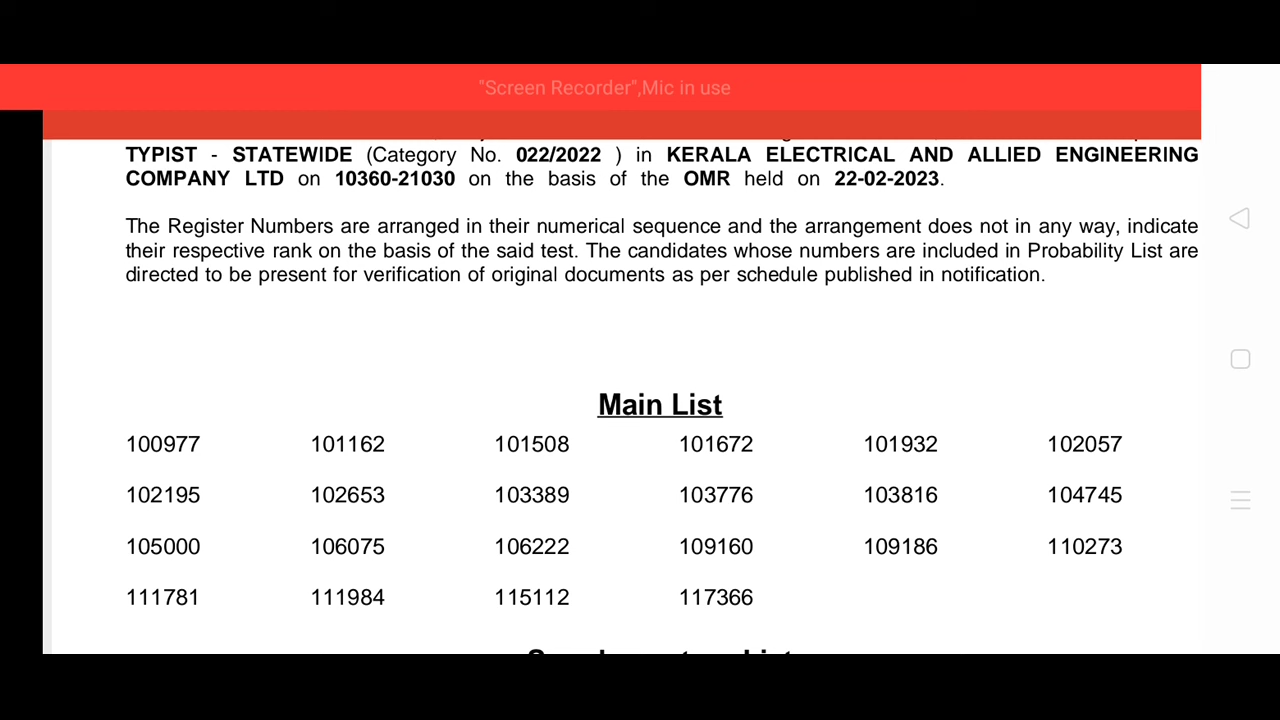 "Screen Recorder",Mic in use
TYPIST - STATEWIDE (Category No. 022/2022 ) in KERALA ELECTRICAL AND ALLIED ENGINEERING
COMPANY LTD on 10360-21030 on the basis of the OMR held on 22-02-2023.
The Register Numbers are arranged in their numerical sequence and the arrangement does not in any way, indicate
their respective rank on the basis of the said test. The candidates whose numbers are included in Probability List are
directed to be present for verification of original documents as per schedule published in notification.
Main List
100977 101162 101508 101672 101932 102057
102195 102653 103389 103776 103816 104745
105000 106075 106222 109160 109186 110273
111781 111984 115112 117366